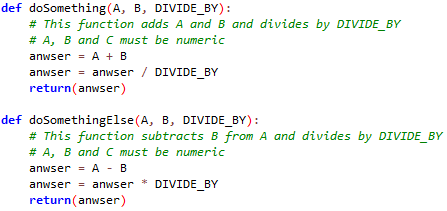 def doSomething(A, B, DIVIDE_BY):
    # This function adds A and B and divides by DIVIDE_BY
    # A, B and C must be numeric
    anwser = A + B
    anwser = anwser / DIVIDE_BY
    return(anwser)

def doSomethingElse(A, B, DIVIDE_BY):
    # This function subtracts B from A and divides by DIVIDE_BY
    # A, B and C must be numeric
    anwser = A - B
    anwser = anwser * DIVIDE_BY
    return(anwser)